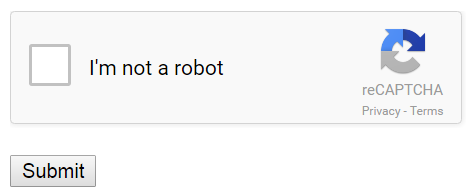 I'm not a robot
reCAPTCHA
Privacy - Terms
Submit